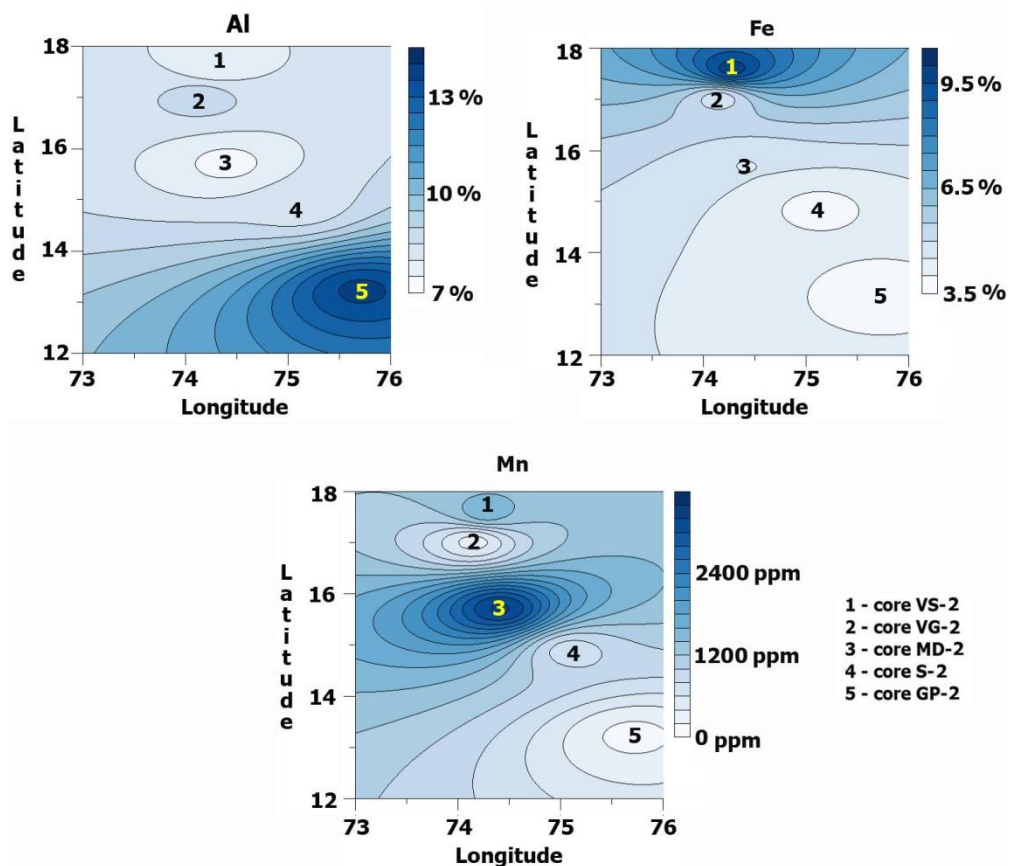 Al
18
16
14
12
73
74
75
76
Latitude
Longitude
1
2
3
4
5
13 %
10 %
7 %
Fe
18
16
14
12
73
74
75
76
Latitude
Longitude
1
2
3
4
5
9.5 %
6.5 %
3.5 %
Mn
18
16
14
12
73
74
75
76
Latitude
Longitude
1
2
3
4
5
2400 ppm
1200 ppm
0 ppm
1 - core VS-2
2 - core VG-2
3 - core MD-2
4 - core S-2
5 - core GP-2